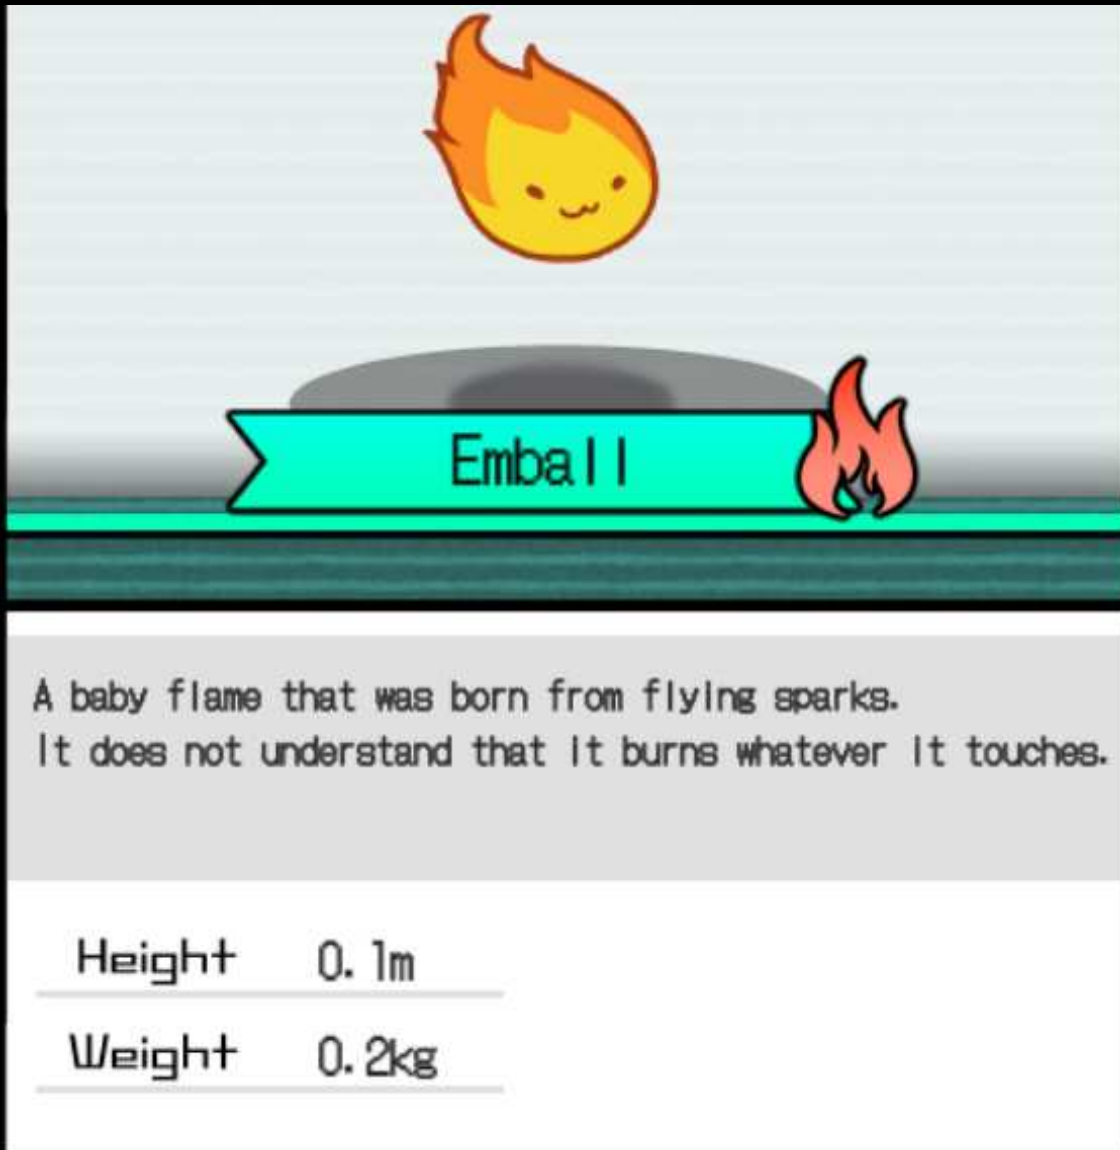 Emball
A baby flame that was born from flying sparks.
It does not understand that it burns whatever it touches.
Height 0.1m
Weight 0.2kg